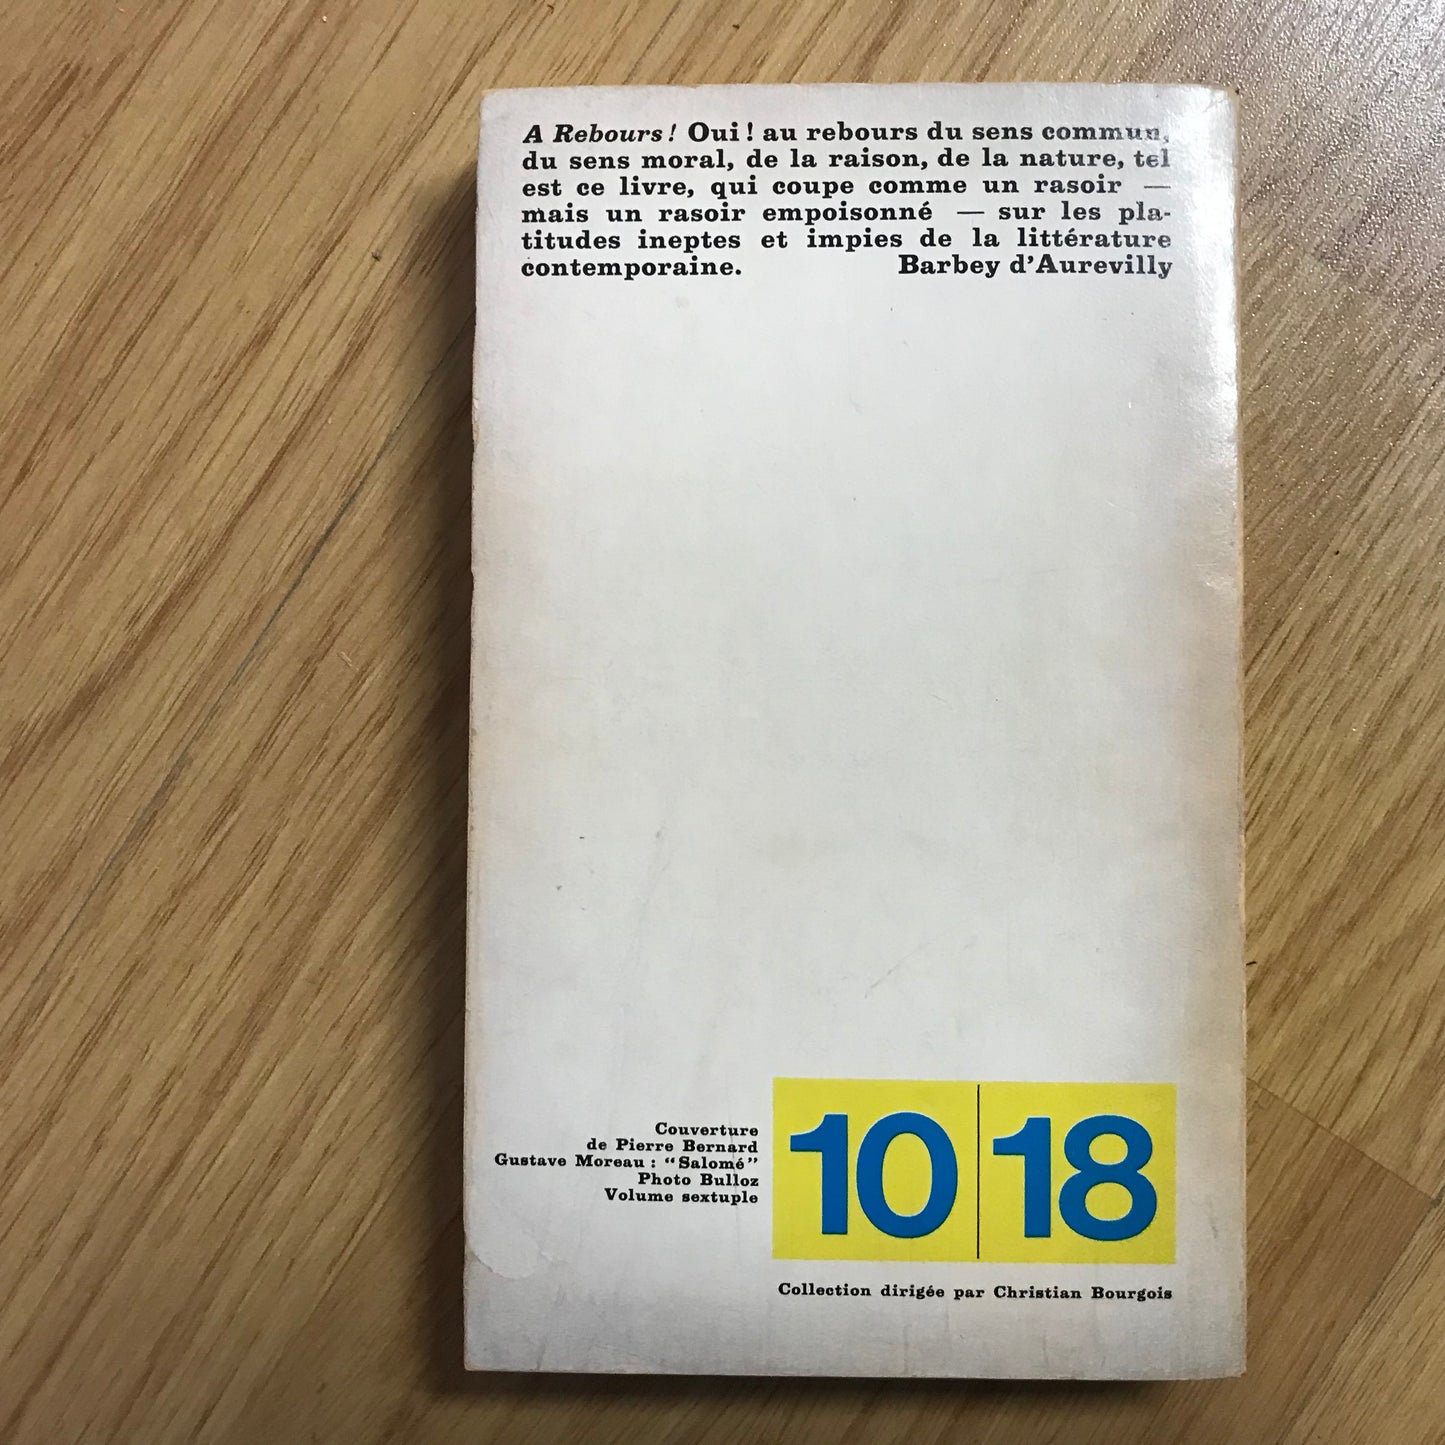 A Rebours ! Oui ! au rebours du sens commun,
du sens moral, de la raison, de la nature, tel
est ce livre, qui coupe comme un rasoir —
mais un rasoir empoisonné — sur les pla-
titudes ineptes et impies de la littérature
contemporaine. Barbey d'Aurevilly
Couverture
de Pierre Bernard
Gustave Moreau : “Salomé”
Photo Bulloz
Volume sextuple
10 18
Collection dirigée par Christian Bourgois